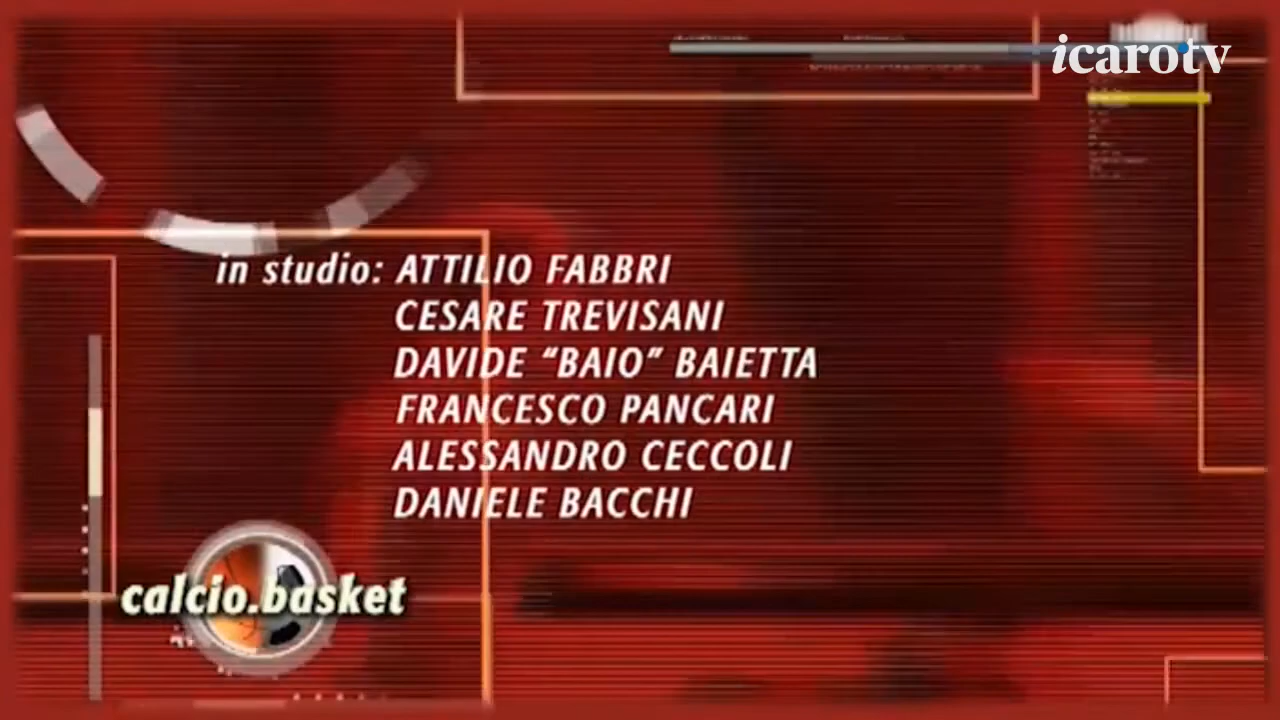 icarotv
in studio: ATTILIO FABBRI
CESARE TREVISANI
DAVIDE “BAIO” BAIETTA
FRANCESCO PANCARI
ALESSANDRO CECCOLI
DANIELE BACCHI
calcio.basket